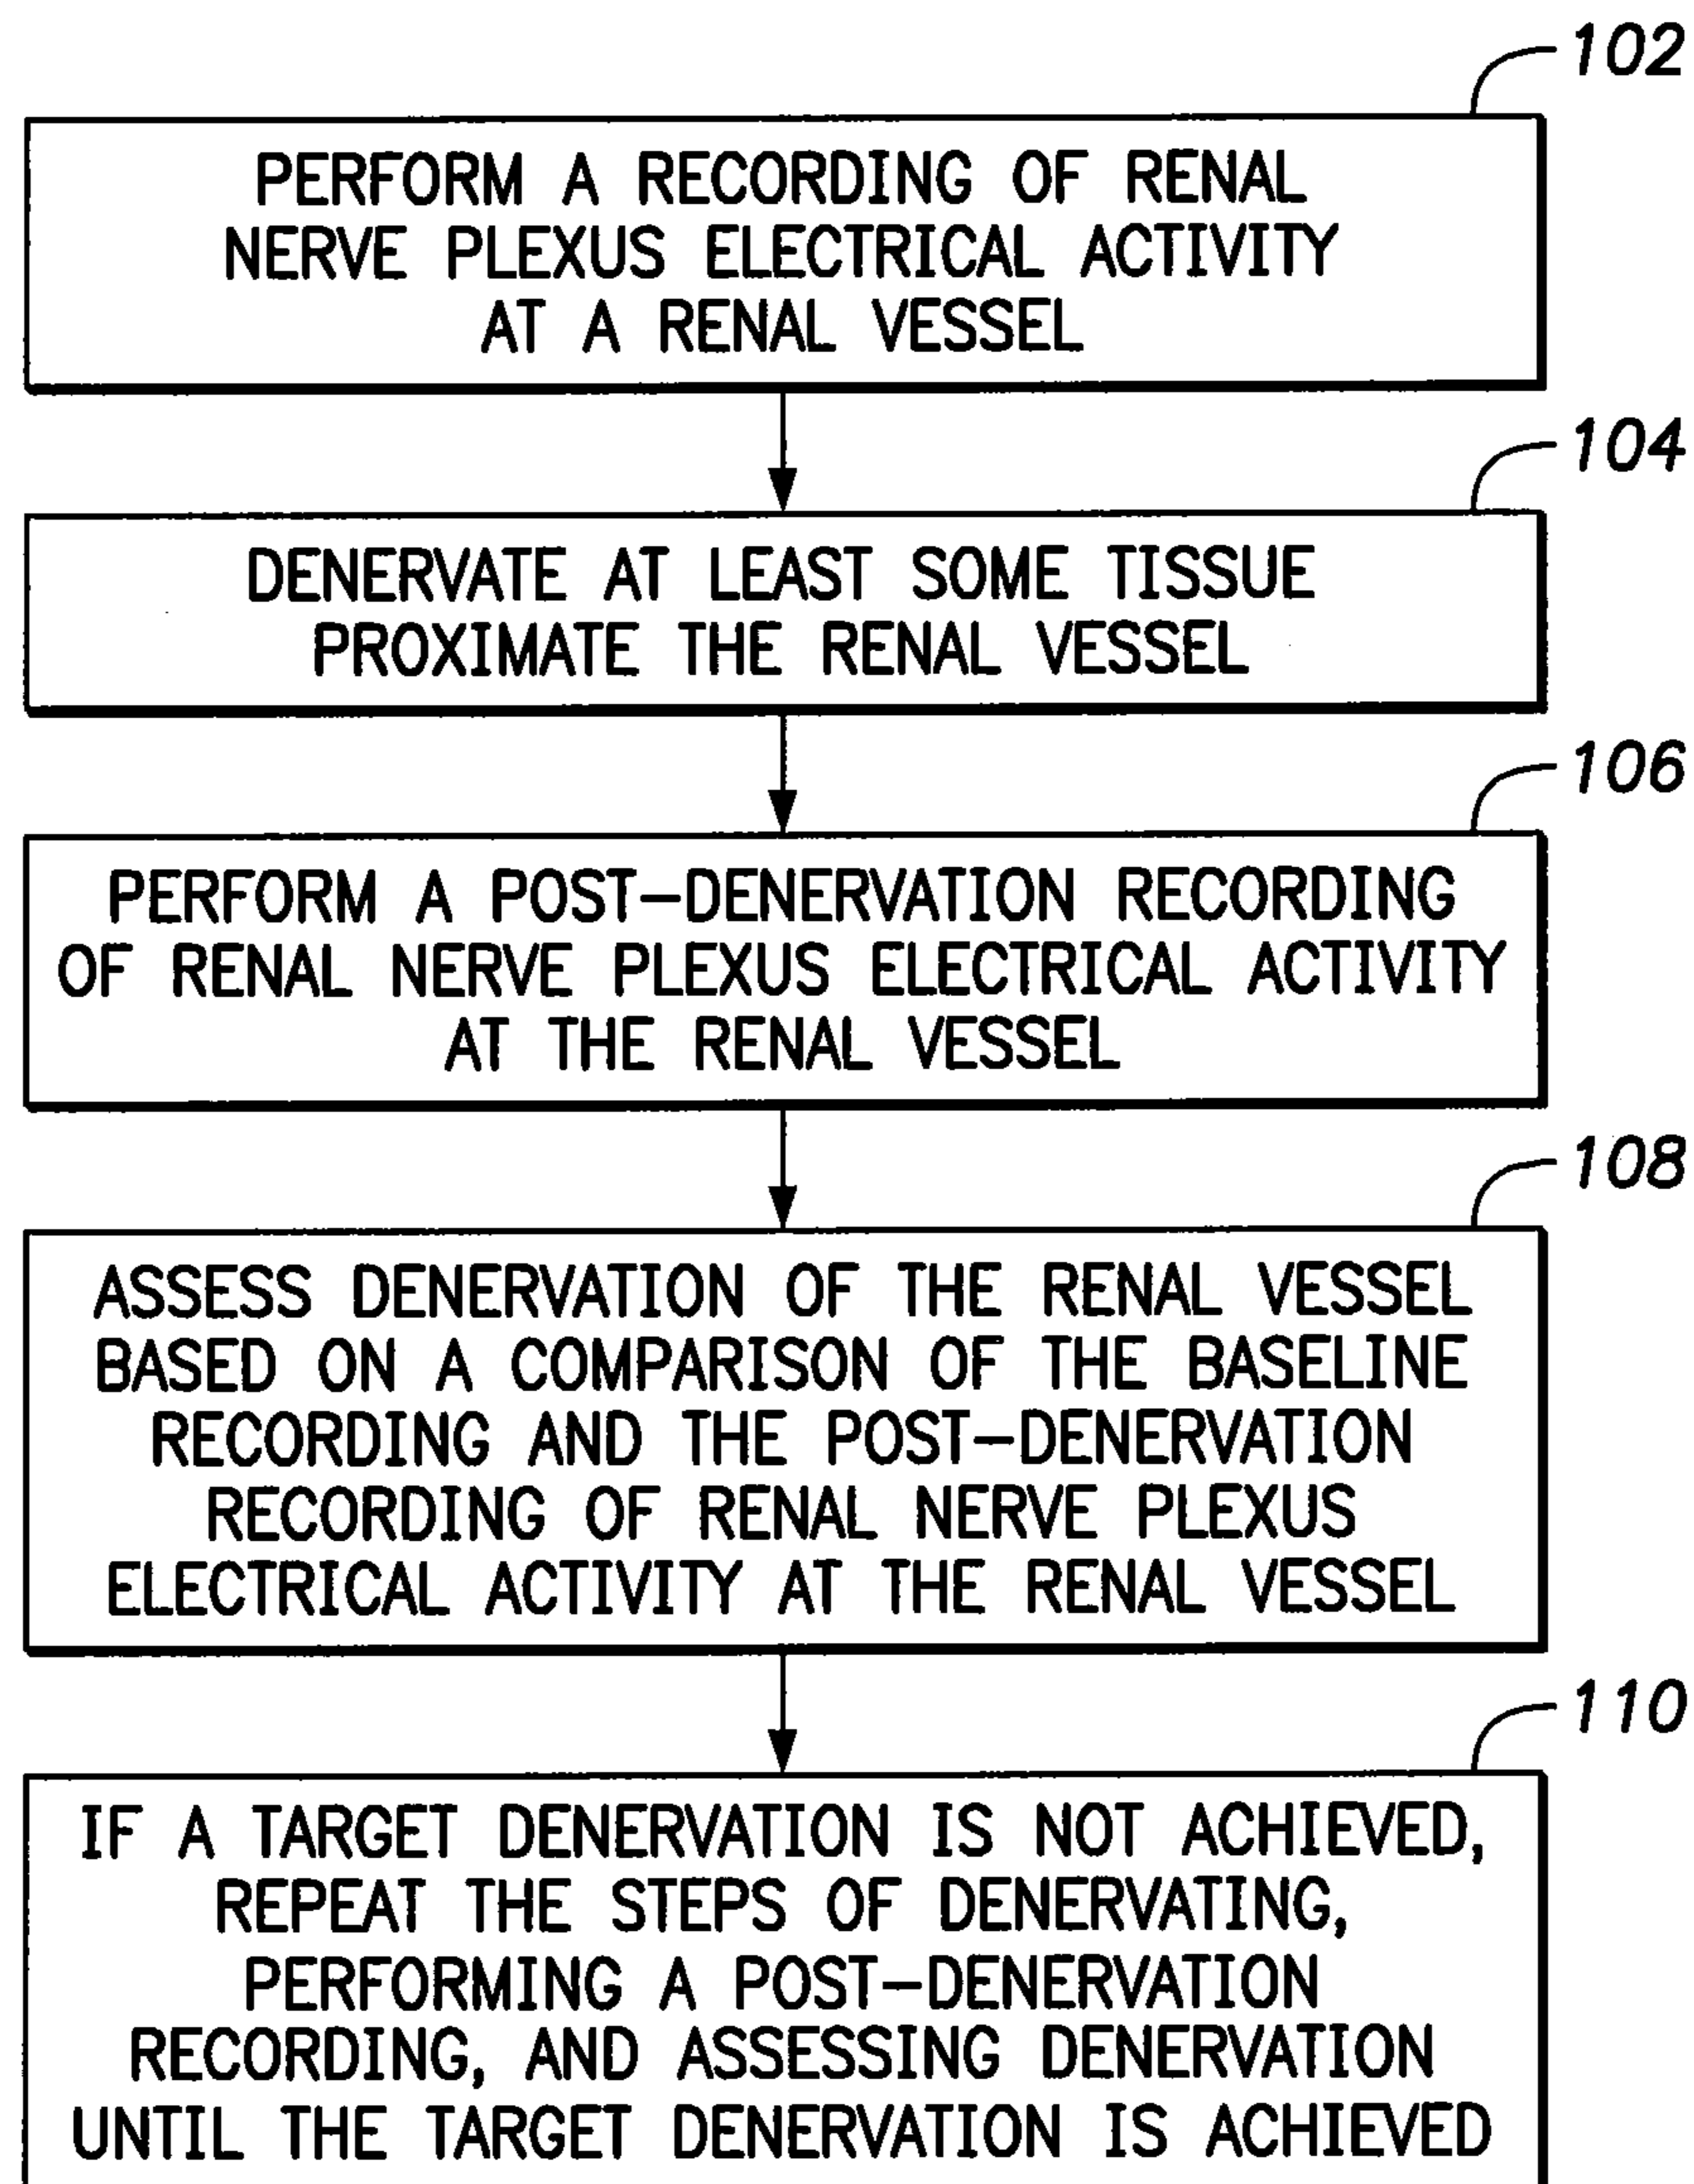 102
PERFORM A RECORDING OF RENAL
NERVE PLEXUS ELECTRICAL ACTIVITY
AT A RENAL VESSEL
104
DENERVATE AT LEAST SOME TISSUE
PROXIMATE THE RENAL VESSEL
106
PERFORM A POST-DENERVATION RECORDING
OF RENAL NERVE PLEXUS ELECTRICAL ACTIVITY
AT THE RENAL VESSEL
108
ASSESS DENERVATION OF THE RENAL VESSEL
BASED ON A COMPARISON OF THE BASELINE
RECORDING AND THE POST-DENERVATION
RECORDING OF RENAL NERVE PLEXUS
ELECTRICAL ACTIVITY AT THE RENAL VESSEL
110
IF A TARGET DENERVATION IS NOT ACHIEVED,
REPEAT THE STEPS OF DENERVATING,
PERFORMING A POST-DENERVATION
RECORDING, AND ASSESSING DENERVATION
UNTIL THE TARGET DENERVATION IS ACHIEVED